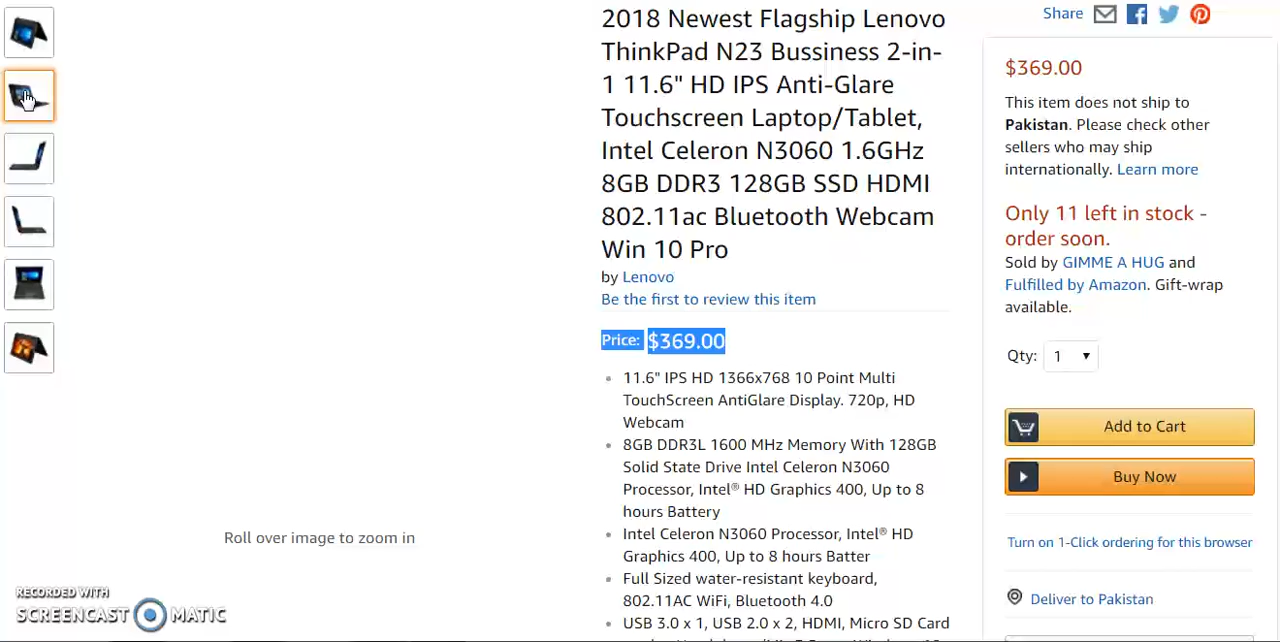 2018 Newest Flagship Lenovo
ThinkPad N23 Bussiness 2-in-
1 11.6" HD IPS Anti-Glare
Touchscreen Laptop/Tablet,
Intel Celeron N3060 1.6GHz
8GB DDR3 128GB SSD HDMI
802.11ac Bluetooth Webcam
Win 10 Pro
by Lenovo
Be the first to review this item
Price: $369.00
11.6" IPS HD 1366x768 10 Point Multi
TouchScreen AntiGlare Display. 720p, HD
Webcam
8GB DDR3L 1600 MHz Memory With 128GB
Solid State Drive Intel Celeron N3060
Processor, Intel® HD Graphics 400, Up to 8
hours Battery
Intel Celeron N3060 Processor, Intel® HD
Graphics 400, Up to 8 hours Batter
Full Sized water-resistant keyboard,
802.11AC WiFi, Bluetooth 4.0
USB 3.0 x 1, USB 2.0 x 2, HDMI, Micro SD Card
Share
$369.00
This item does not ship to
Pakistan. Please check other
sellers who may ship
internationally. Learn more
Only 11 left in stock -
order soon.
Sold by GIMME A HUG and
Fulfilled by Amazon. Gift-wrap
available.
Qty: 1
Add to Cart
Buy Now
Turn on 1-Click ordering for this browser
Deliver to Pakistan
Roll over image to zoom in
RECORDED WITH
SCREENCAST MATIC